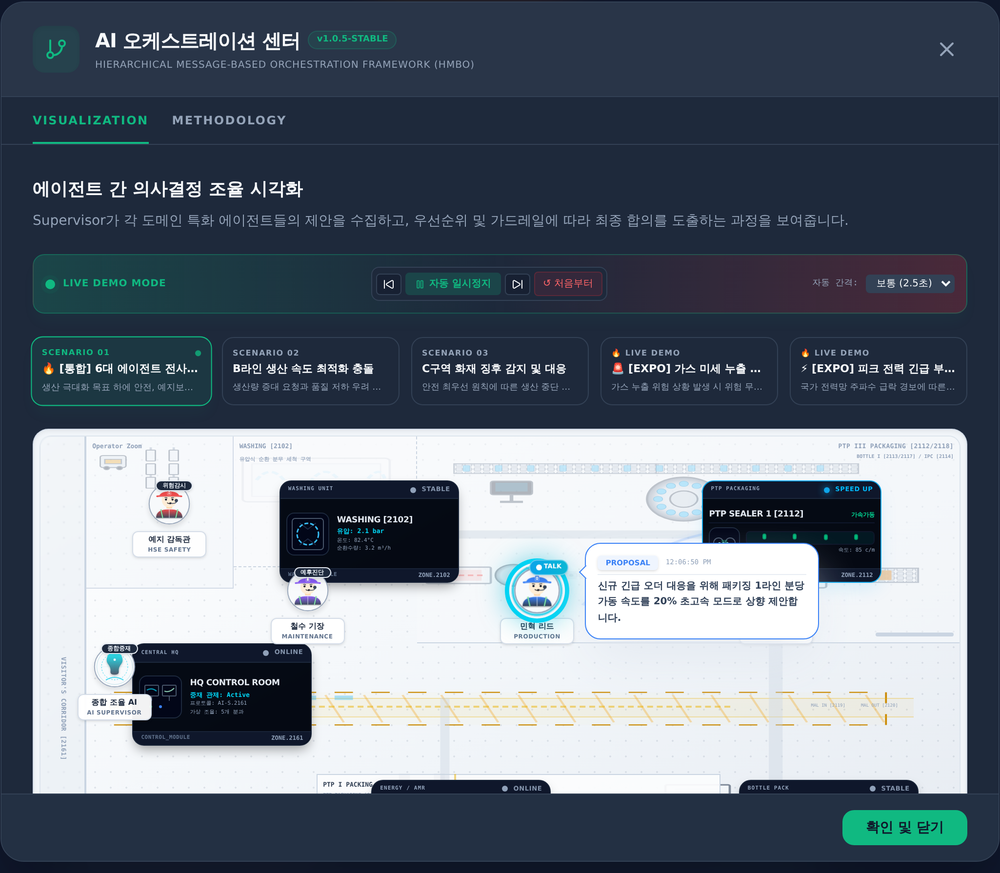 AI 오케스트레이션 센터 v1.0.5-STABLE
HIERARCHICAL MESSAGE-BASED ORCHESTRATION FRAMEWORK (HMBO)
VISUALIZATION METHODOLOGY
에이전트 간 의사결정 조율 시각화
Supervisor가 각 도메인 특화 에이전트들의 제안을 수집하고, 우선순위 및 가드레일에 따라 최종 합의를 도출하는 과정을 보여줍니다.
LIVE DEMO MODE
자동 일시정지
↺ 처음부터
자동 간격: 보통 (2.5초)
SCENARIO 01
🔥 [통합] 6대 에이전트 전사...
생산 극대화 목표 하에 안전, 예지보...
SCENARIO 02
B라인 생산 속도 최적화 충돌
생산량 증대 요청과 품질 저하 우려 ...
SCENARIO 03
C구역 화재 징후 감지 및 대응
안전 최우선 원칙에 따른 생산 중단 ...
🔥 LIVE DEMO
🚨 [EXPO] 가스 미세 누출 ...
가스 누출 위험 상황 발생 시 위험 무...
🔥 LIVE DEMO
⚡ [EXPO] 피크 전력 긴급 부...
국가 전력망 주파수 급락 경보에 따른...
Operator Zoom
WASHING [2102]
유압식 순환 분무 세척 구역
PTP III PACKAGING [2112/2118]
BOTTLE I [2113/2117] / IPC [2114]
위험감시
예지 감독관
HSE SAFETY
WASHING UNIT STABLE
WASHING [2102]
유압: 2.1 bar
온도: 82.4°C
순환수량: 3.2 m³/h
ZONE.2102
PTP PACKAGING SPEED UP
PTP SEALER 1 [2112] 가속가동
속도: 85 c/m
ZONE.2112
예후진단
철수 기장
MAINTENANCE
TALK
민혁 리드
PRODUCTION
PROPOSAL 12:06:50 PM
신규 긴급 오더 대응을 위해 패키징 1라인 분당
가동 속도를 20% 초고속 모드로 상향 제안합
니다.
종합중재
종합 조율 AI
AI SUPERVISOR
CENTRAL HQ ONLINE
HQ CONTROL ROOM
중재 관제: Active
프로토콜: AI-S.2161
가상 조율: 5개 분과
CONTROL_MODULE ZONE.2161
VISITOR'S CORRIDOR [2161]
MAL IN [2119] MAL OUT [2120]
PTP I PACKING
ENERGY / AMR ONLINE
BOTTLE PACK STABLE
확인 및 닫기